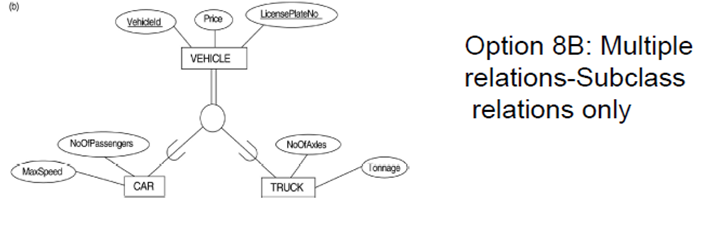 (b)
VehicleId
Price
LicensePlateNo
VEHICLE
Option 8B: Multiple
relations-Subclass
relations only
NoOfPassengers
NoOfAxles
MaxSpeed
Tonnage
CAR
TRUCK